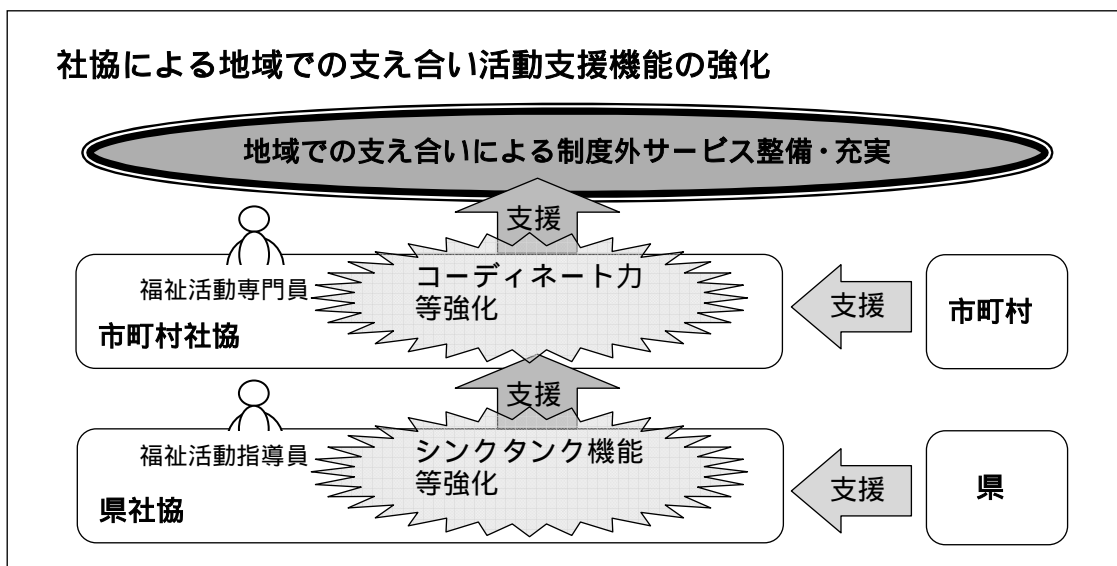 社協による地域での支え合い活動支援機能の強化
地域での支え合いによる制度外サービス整備・充実
支援
福祉活動専門員
コーディネート力
等強化
市町村社協
支援
市町村
支援
福祉活動指導員
シンクタンク機能
等強化
県社協
支援
県